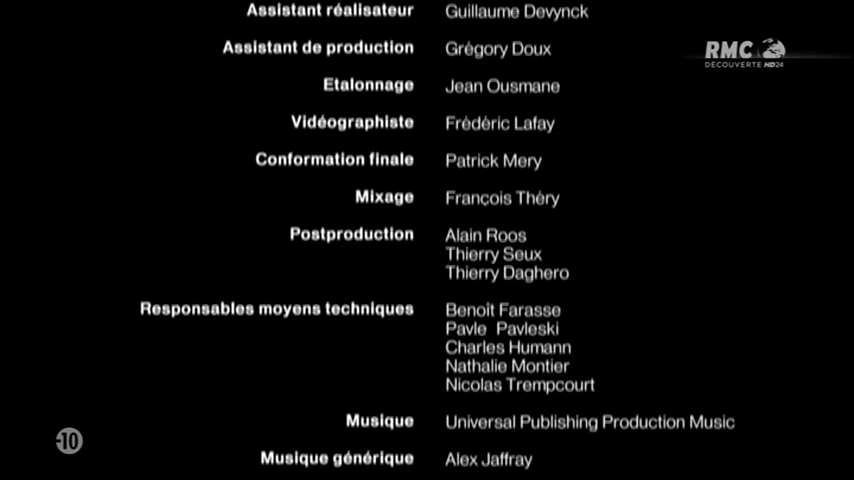 Assistant réalisateur Guillaume Devynck
RMC
DECOUVERTE HD24
Assistant de production Grégory Doux
Etalonnage Jean Ousmane
Vidéographiste Frédéric Lafay
Conformation finale Patrick Mery
Mixage François Théry
Postproduction Alain Roos
Thierry Seux
Thierry Daghero
Responsables moyens techniques Benoît Farasse
Pavle Pavleski
Charles Humann
Nathalie Montier
Nicolas Trempcourt
Musique Universal Publishing Production Music
-10
Musique générique Alex Jaffray